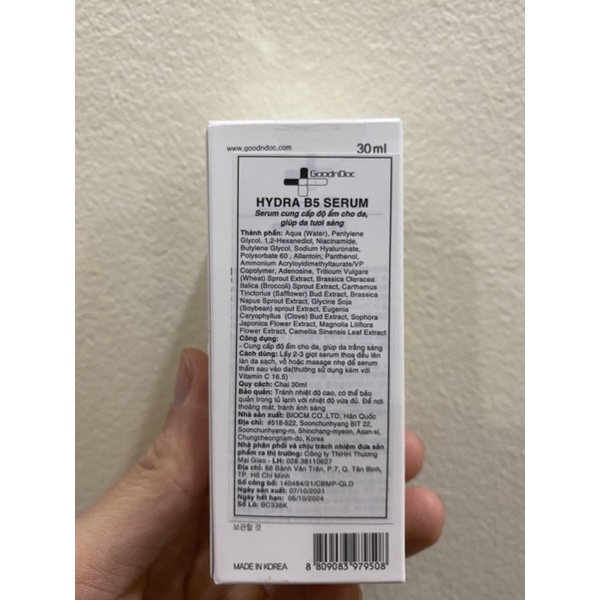 www.goodndoc.com 30ml
GoodnDoc
HYDRA B5 SERUM
Serum cung cấp độ ẩm cho da,
giúp da tươi sáng
Thành phần: Aqua (Water), Pentylene
Glycol, 1,2-Hexanediol, Niacinamide,
Butylene Glycol, Sodium Hyaluronate,
Polysorbate 60 , Allantoin, Panthenol,
Ammonium Acryloyldimethyltaurate/VP
Copolymer, Adenosine, Triticum Vulgare
(Wheat) Sprout Extract, Brassica Oleracea
Italica (Broccoli) Sprout Extract, Carthamus
Tinctorius (Safflower) Bud Extract, Brassica
Napus Sprout Extract, Glycine Soja
(Soybean) sprout Extract, Eugenia
Caryophyllus (Clove) Bud Extract, Sophora
Japonica Flower Extract, Magnolia Liliflora
Flower Extract, Camellia Sinensis Leaf Extract
Công dụng:
- Cung cấp độ ẩm cho da, giúp da trắng sáng
Cách dùng: Lấy 2-3 giọt serum thoa đều lên
làn da sạch, vỗ hoặc massage nhẹ để serum
thấm sau vào da(thường sử dụng kèm với
Vitamin C 16.5)
Quy cách: Chai 30ml
Bảo quản: Tránh nhiệt độ cao, có thể bảo
quản trong tủ lạnh với nhiệt độ vừa đủ. Để nơi
thoáng mát, tránh ánh sáng
Nhà sản xuất: BIOCM CO.,LTD, Hàn Quốc
Địa chỉ: #518-522, Soonchunhyang BIT 22,
Soonchunhyang-ro, Shinchang-myeon, Asan-si,
Chungcheongnam-do, Korea
Nhà phân phối và chịu trách nhiệm đưa sản
phẩm ra thị trường: Công ty TNHH Thương
Mại Giao - LH: 028.38110627
Địa chỉ: 88 Bành Văn Trân, P.7, Q. Tân Bình,
TP. Hồ Chí Minh
Số công bố: 140484/21/CBMP-QLD
Ngày sản xuất: 07/10/2021
Ngày hết hạn: 06/10/2024
Số Lô: BC338K
보관할 것
MADE IN KOREA
8 809083 979508